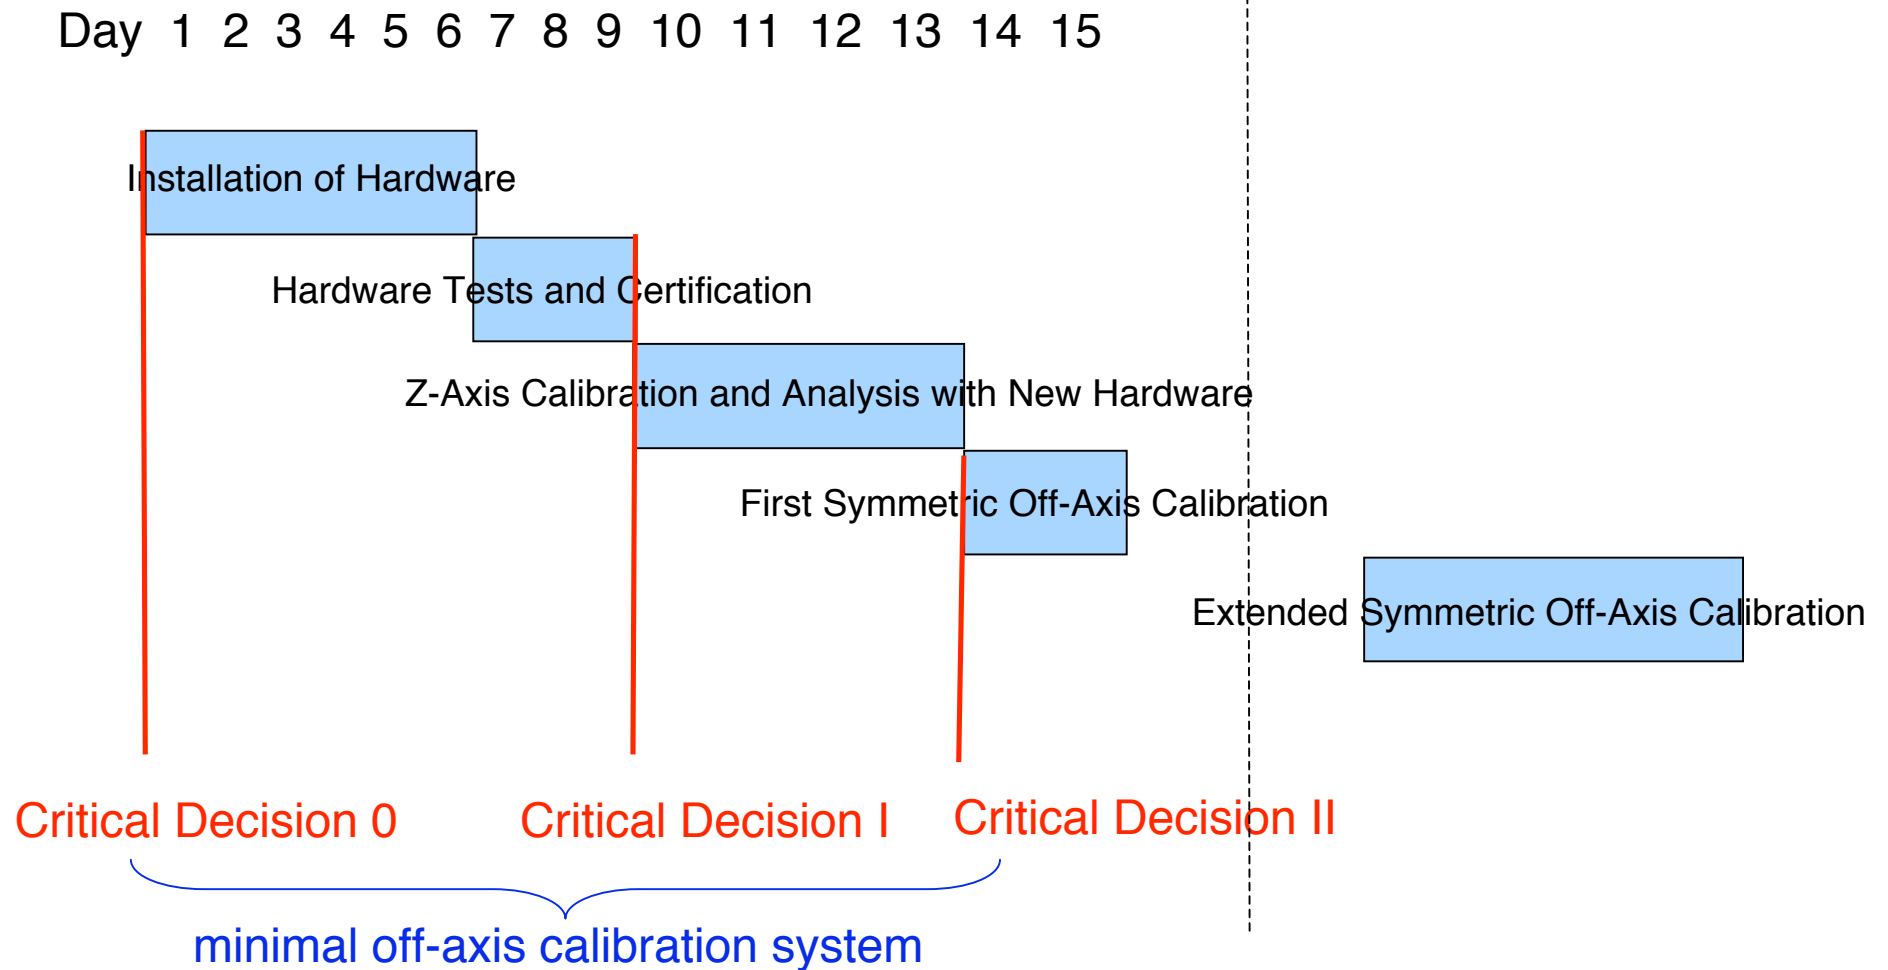 Day 1 2 3 4 5 6 7 8 9 10 11 12 13 14 15
Installation of Hardware
Hardware Tests and Certification
Z-Axis Calibration and Analysis with New Hardware
First Symmetric Off-Axis Calibration
Extended Symmetric Off-Axis Calibration
Critical Decision 0
Critical Decision I
Critical Decision II
minimal off-axis calibration system